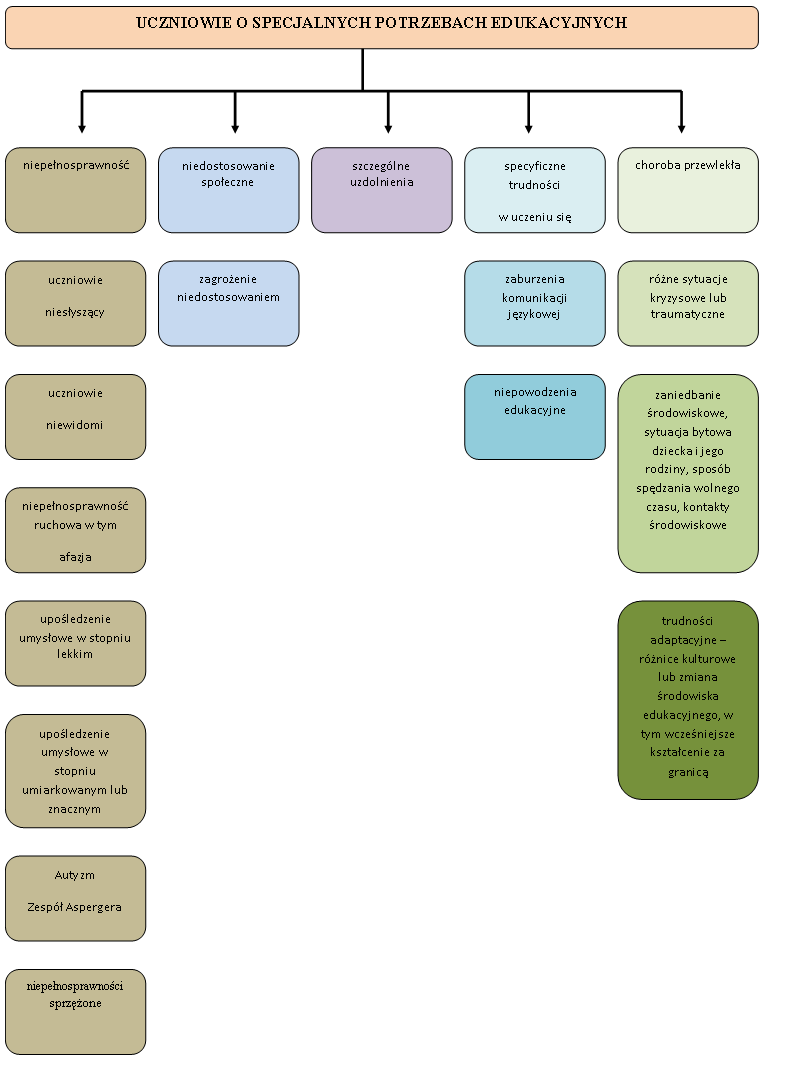 UCZNIOWIE O SPECJALNYCH POTRZEBACH EDUKACYJNYCH
niepełnosprawność
niedostosowanie
społeczne
szczególne
uzdolnienia
specyficzne
trudności
w uczeniu się
choroba przewlekła
uczniowie
niesłyszący
zagrożenie
niedostosowaniem
zaburzenia
komunikacji
językowej
różne sytuacje
kryzysowe lub
traumatyczne
uczniowie
niewidomi
niepowodzenia
edukacyjne
zaniedbanie
środowiskowe,
sytuacja bytowa
dziecka i jego
rodziny, sposób
spędzania wolnego
czasu, kontakty
środowiskowe
niepełnosprawność
ruchowa w tym
afazja
upośledzenie
umysłowe w stopniu
lekkim
trudności
adaptacyjne –
różnice kulturowe
lub zmiana
środowiska
edukacyjnego, w
tym wcześniejsze
kształcenie za
granicą
upośledzenie
umysłowe w
stopniu
umiarkowanym lub
znacznym
Autyzm
Zespół Aspergera
niepełnosprawności
sprzężone